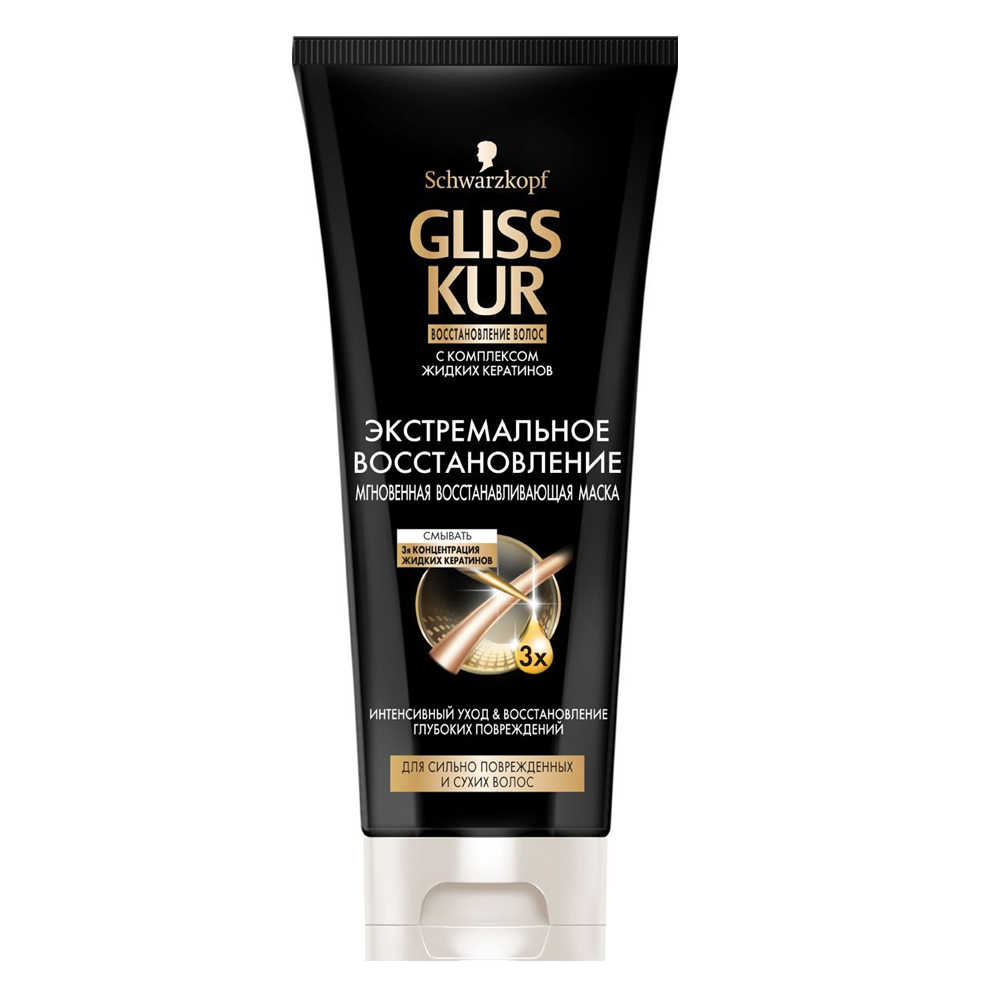 Schwarzkopf
GLISS
KUR
ВОССТАНОВЛЕНИЕ ВОЛОС
С КОМПЛЕКСОМ
ЖИДКИХ КЕРАТИНОВ
ЭКСТРЕМАЛЬНОЕ
ВОССТАНОВЛЕНИЕ
МГНОВЕННАЯ ВОССТАНАВЛИВАЮЩАЯ МАСКА
СМЫВАТЬ
3я КОНЦЕНТРАЦИЯ
ЖИДКИХ КЕРАТИНОВ
3x
ИНТЕНСИВНЫЙ УХОД & ВОССТАНОВЛЕНИЕ
ГЛУБОКИХ ПОВРЕЖДЕНИЙ
ДЛЯ СИЛЬНО ПОВРЕЖДЕННЫХ
И СУХИХ ВОЛОС